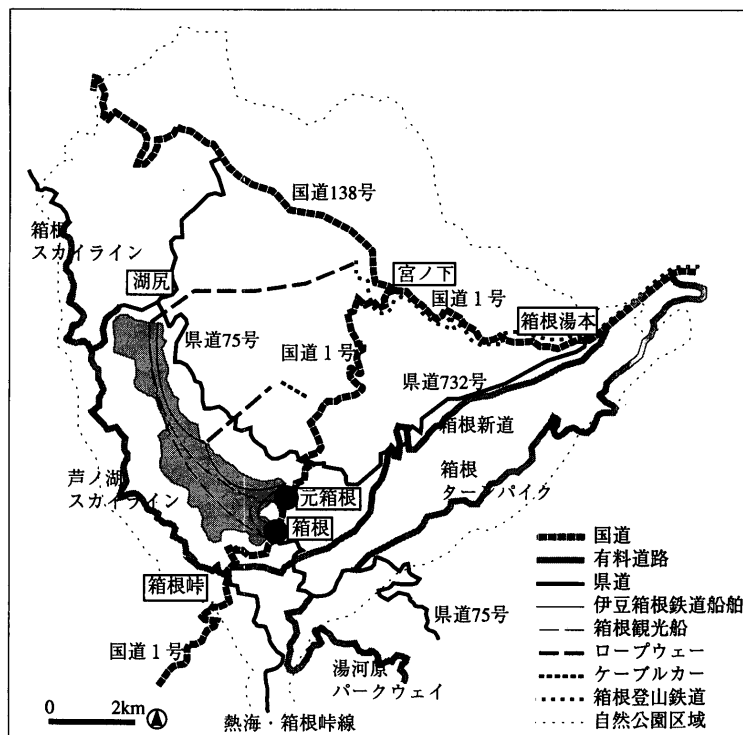 国道138号
箱根
スカイライン
湖尻
宮ノ下
国道1号
箱根湯本
県道75号
国道1号
県道732号
箱根新道
芦ノ湖
スカイライン
箱根
ターンパイク
元箱根
箱根
箱根峠
県道75号
国道1号
湯河原
パークウェイ
熱海・箱根峠線
0 2km
国道
有料道路
県道
伊豆箱根鉄道船舶
箱根観光船
ロープウェー
ケーブルカー
箱根登山鉄道
自然公園区域